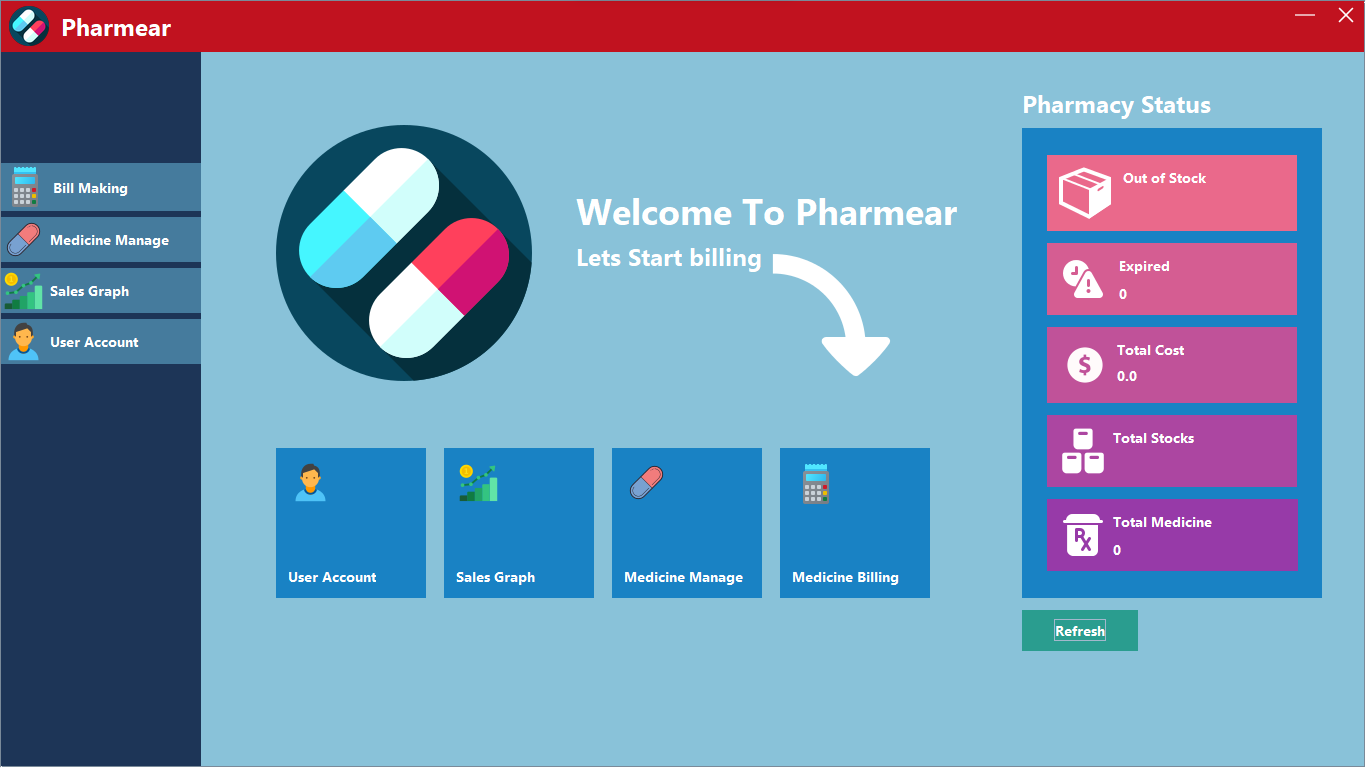 Pharmear
Bill Making
Medicine Manage
Sales Graph
User Account
Welcome To Pharmear
Lets Start billing
User Account
Sales Graph
Medicine Manage
Medicine Billing
Pharmacy Status
Out of Stock
Expired
0
$
Total Cost
0.0
Total Stocks
Rx
Total Medicine
0
Refresh